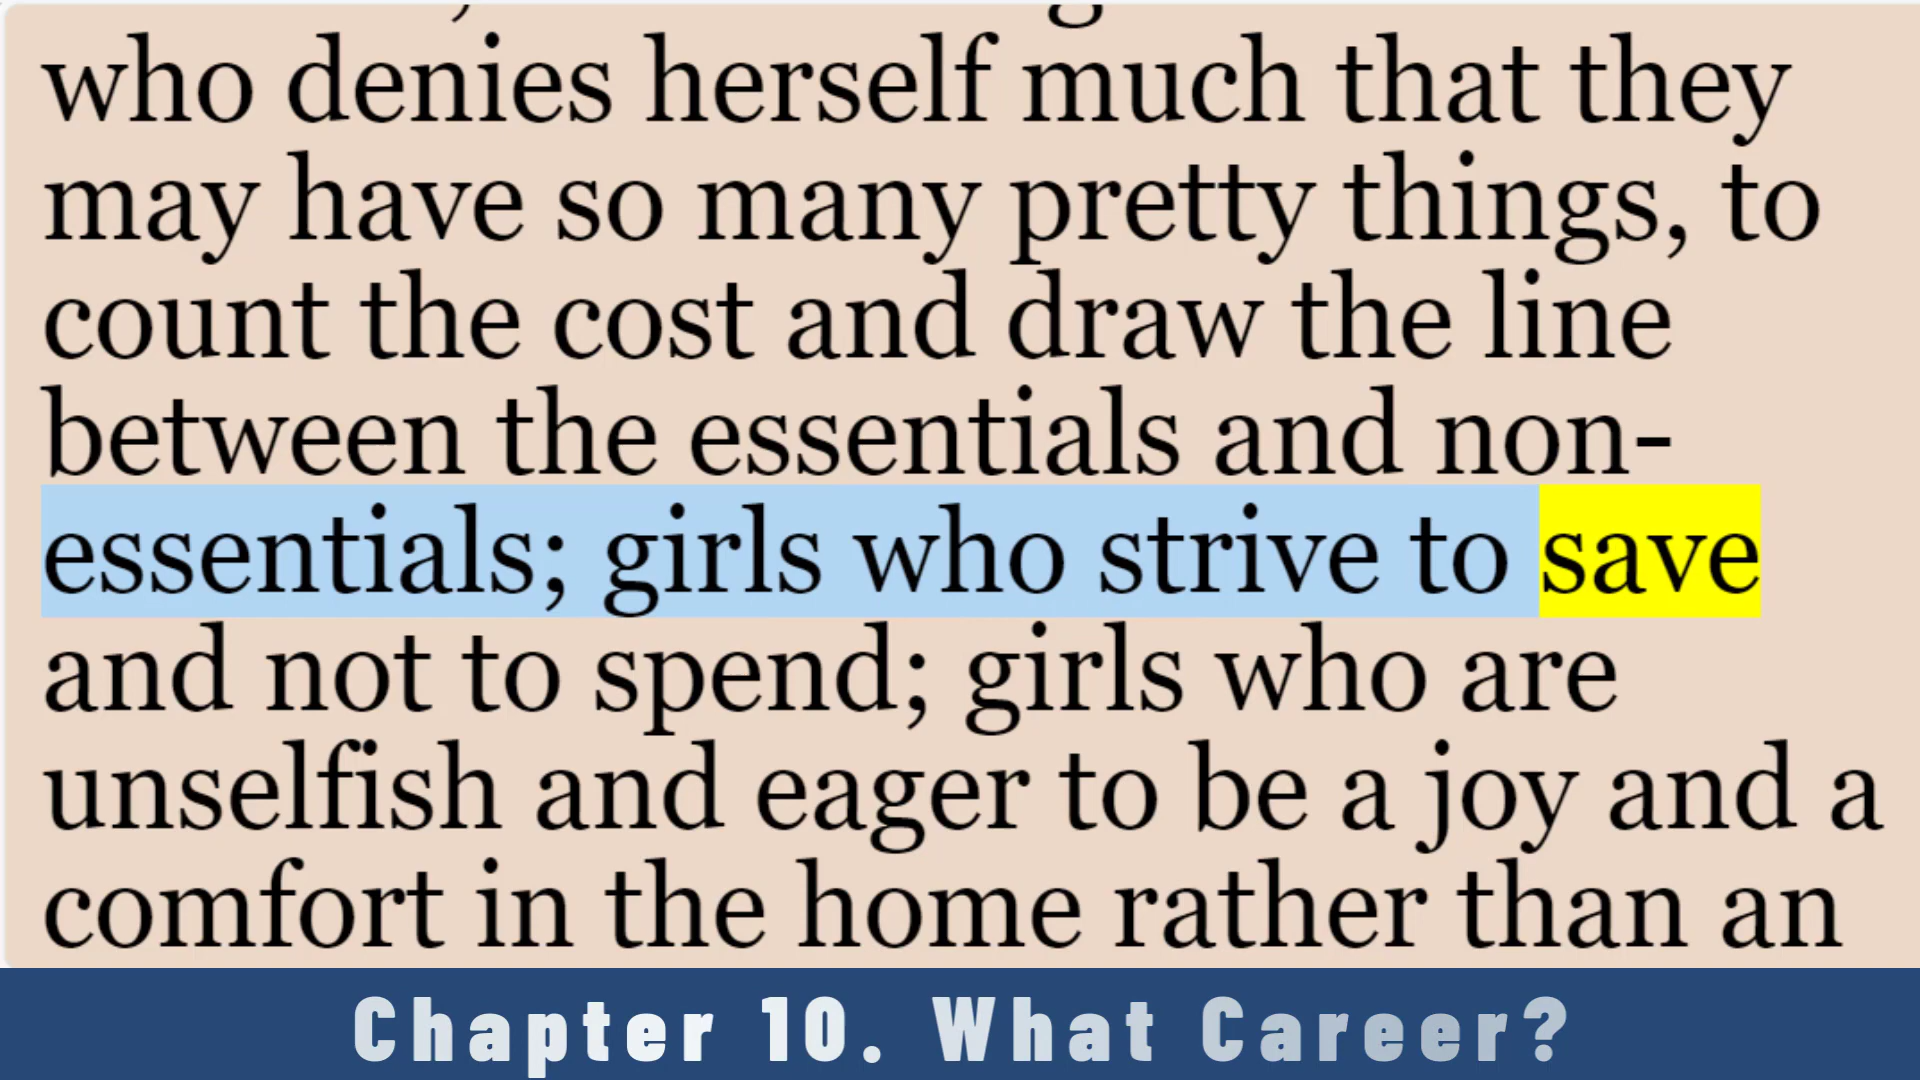 who denies herself much that they
may have so many pretty things, to
count the cost and draw the line
between the essentials and non-
essentials; girls who strive to save
and not to spend; girls who are
unselfish and eager to be a joy and a
comfort in the home rather than an
Chapter 10. What Career?